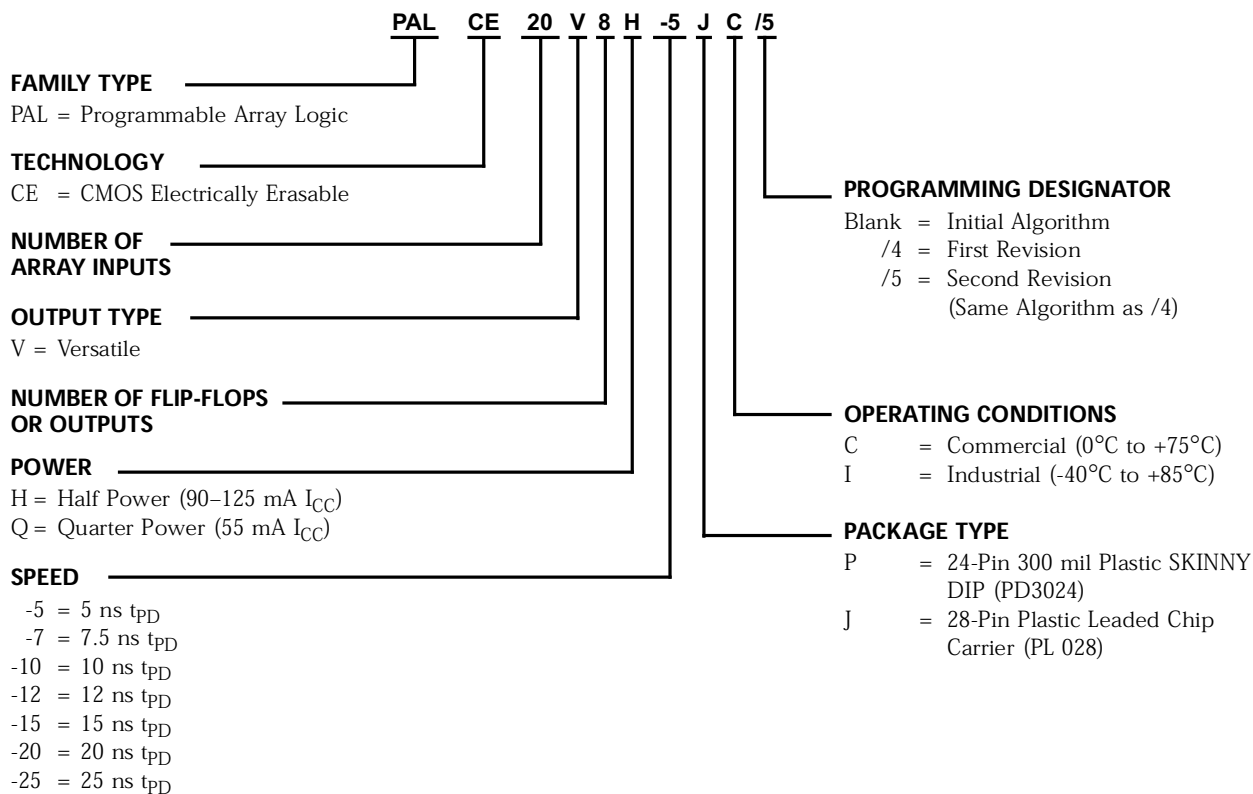 PAL CE 20 V 8 H -5 J C /5
FAMILY TYPE
PAL = Programmable Array Logic
TECHNOLOGY
CE = CMOS Electrically Erasable
NUMBER OF
ARRAY INPUTS
OUTPUT TYPE
V = Versatile
NUMBER OF FLIP-FLOPS
OR OUTPUTS
POWER
H = Half Power (90–125 mA ICC)
Q = Quarter Power (55 mA ICC)
SPEED
-5 = 5 ns tPD
-7 = 7.5 ns tPD
-10 = 10 ns tPD
-12 = 12 ns tPD
-15 = 15 ns tPD
-20 = 20 ns tPD
-25 = 25 ns tPD
PROGRAMMING DESIGNATOR
Blank = Initial Algorithm
/4 = First Revision
/5 = Second Revision
(Same Algorithm as /4)
OPERATING CONDITIONS
C = Commercial (0°C to +75°C)
I = Industrial (-40°C to +85°C)
PACKAGE TYPE
P = 24-Pin 300 mil Plastic SKINNY
DIP (PD3024)
J = 28-Pin Plastic Leaded Chip
Carrier (PL 028)